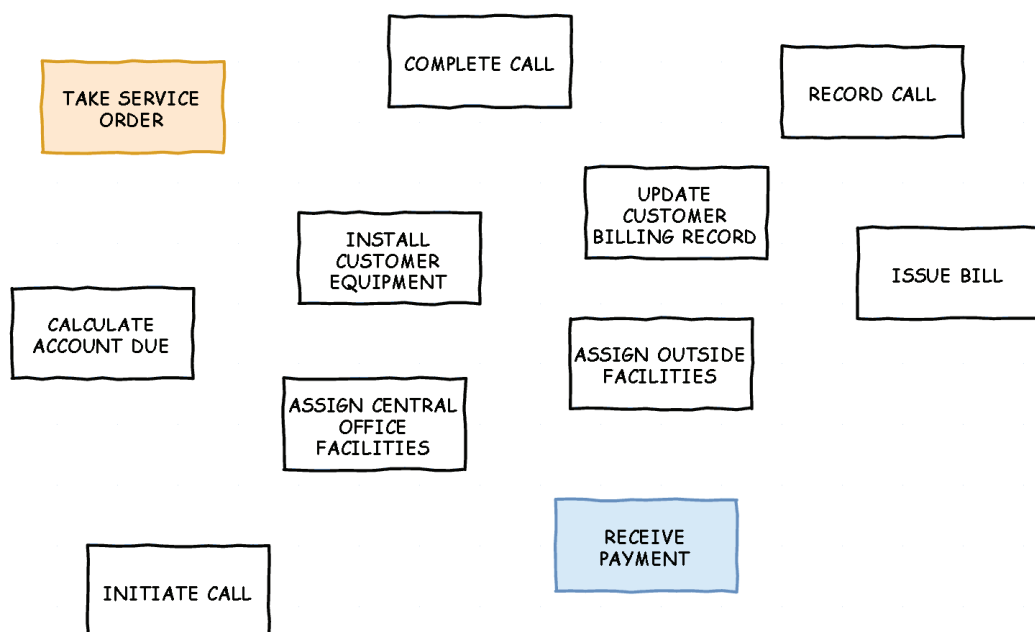 COMPLETE CALL
TAKE SERVICE
ORDER
RECORD CALL
UPDATE
CUSTOMER
BILLING RECORD
INSTALL
CUSTOMER
EQUIPMENT
ISSUE BILL
CALCULATE
ACCOUNT DUE
ASSIGN OUTSIDE
FACILITIES
ASSIGN CENTRAL
OFFICE
FACILITIES
RECEIVE
PAYMENT
INITIATE CALL